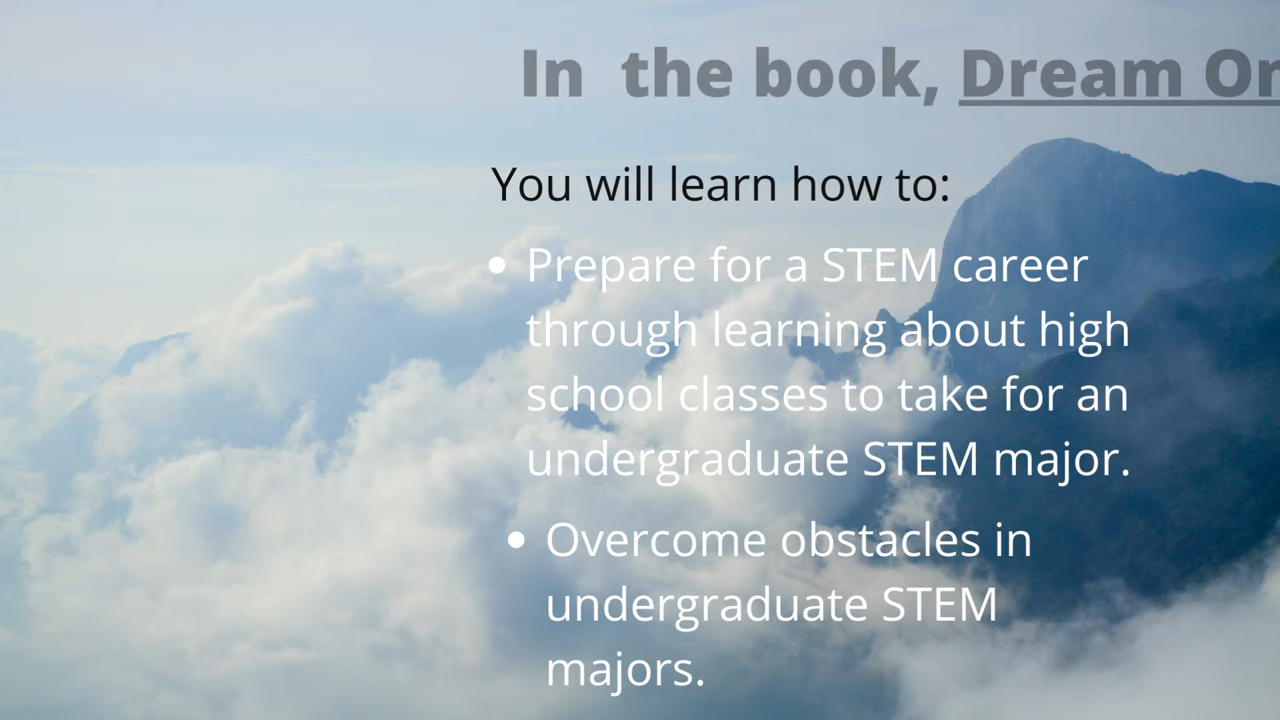 In the book, Dream On
You will learn how to:
• Prepare for a STEM career
through learning about high
school classes to take for an
undergraduate STEM major.
• Overcome obstacles in
undergraduate STEM
majors.